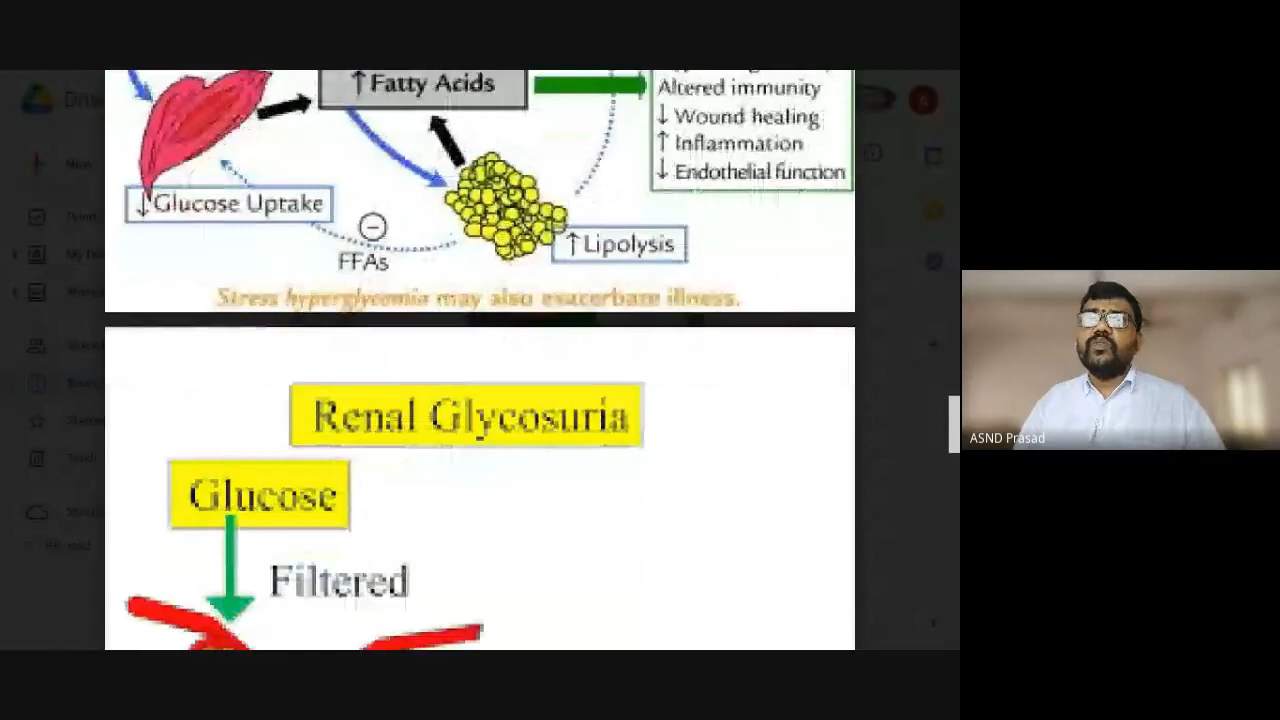 ↑ Fatty Acids
Altered immunity
↓ Wound healing
↑ Inflammation
↓ Endothelial function
↓ Glucose Uptake
↑ Lipolysis
FFAs
Stress hyperglycemia may also exacerbate illness.
Renal Glycosuria
Glucose
Filtered
ASND Prasad